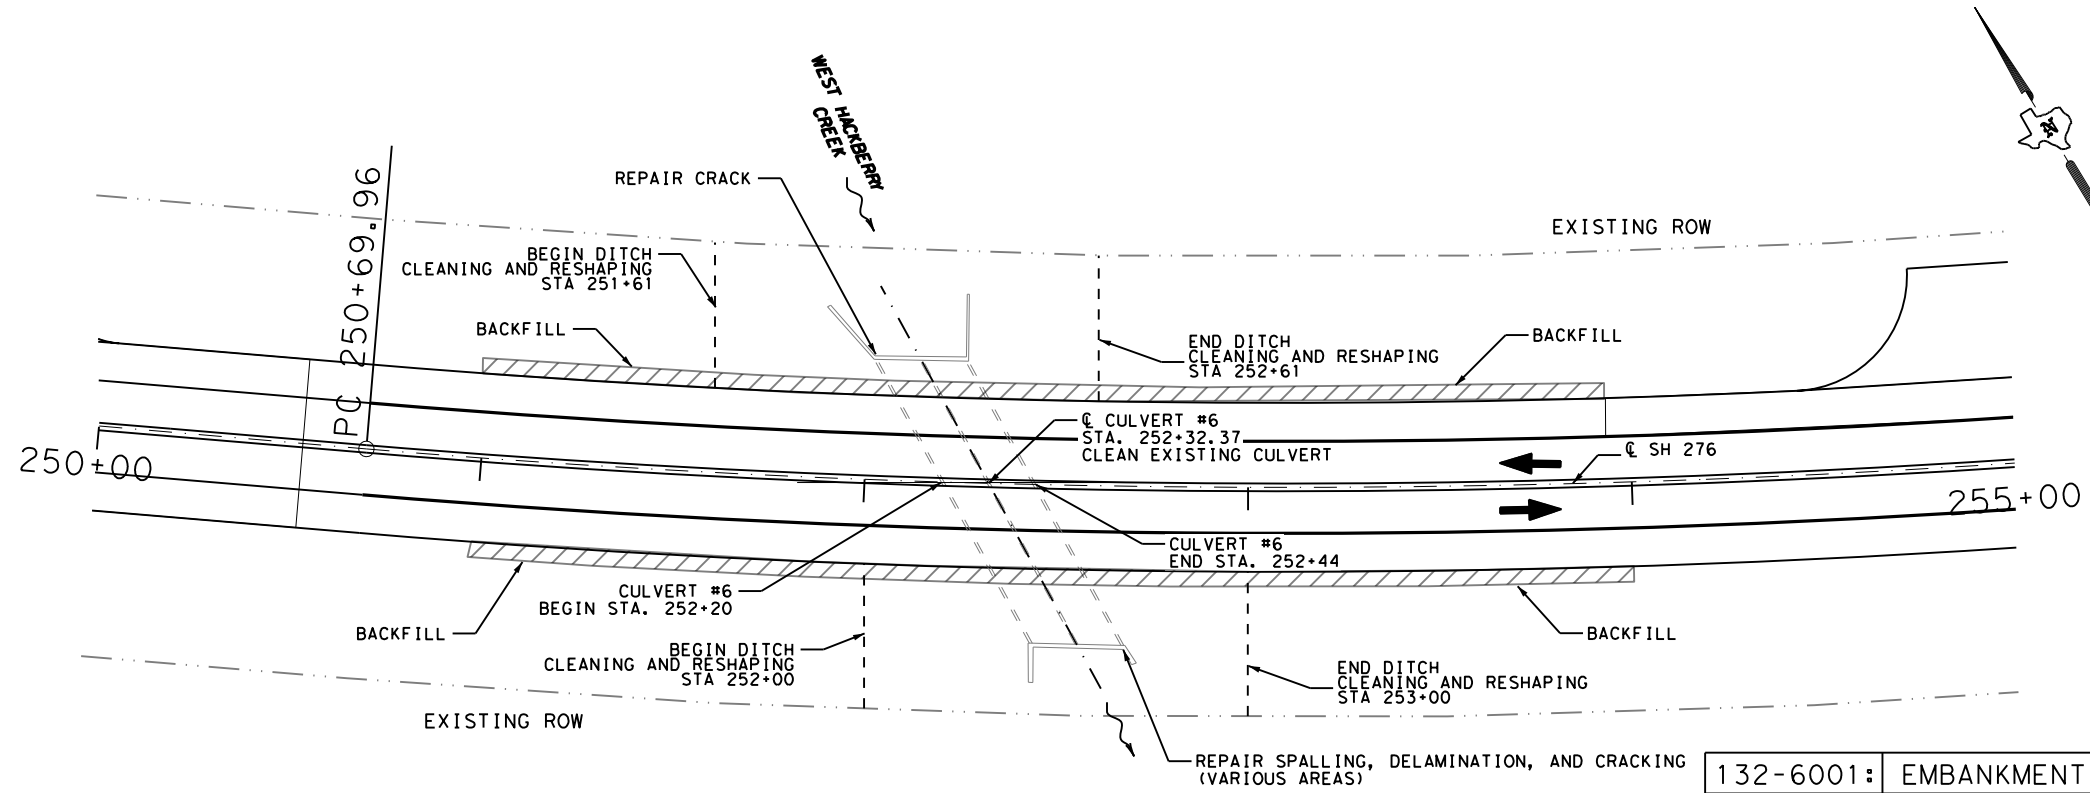 WEST HACKBERRY
CREEK
REPAIR CRACK
PC 250+69.96
EXISTING ROW
BEGIN DITCH
CLEANING AND RESHAPING
STA 251+61
BACKFILL
END DITCH
CLEANING AND RESHAPING
STA 252+61
BACKFILL
℄ CULVERT #6
STA. 252+32.37
CLEAN EXISTING CULVERT
℄ SH 276
250+00
255+00
CULVERT #6
END STA. 252+44
CULVERT #6
BEGIN STA. 252+20
BACKFILL
BACKFILL
BEGIN DITCH
CLEANING AND RESHAPING
STA 252+00
END DITCH
CLEANING AND RESHAPING
STA 253+00
EXISTING ROW
REPAIR SPALLING, DELAMINATION, AND CRACKING
(VARIOUS AREAS)
132-6001: EMBANKMENT